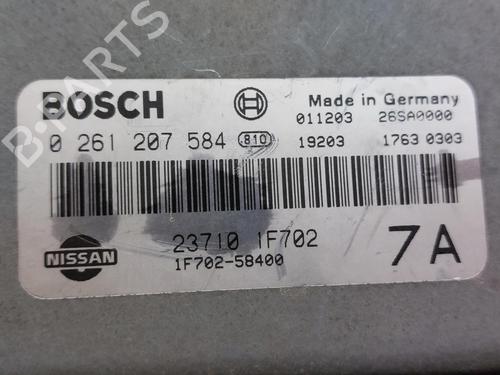 B-PARTS
BOSCH
Made in Germany
011203 26SA0000
0 261 207 584 810 19203 1763 0303
NISSAN
23710 1F702
1F702-58400
7A